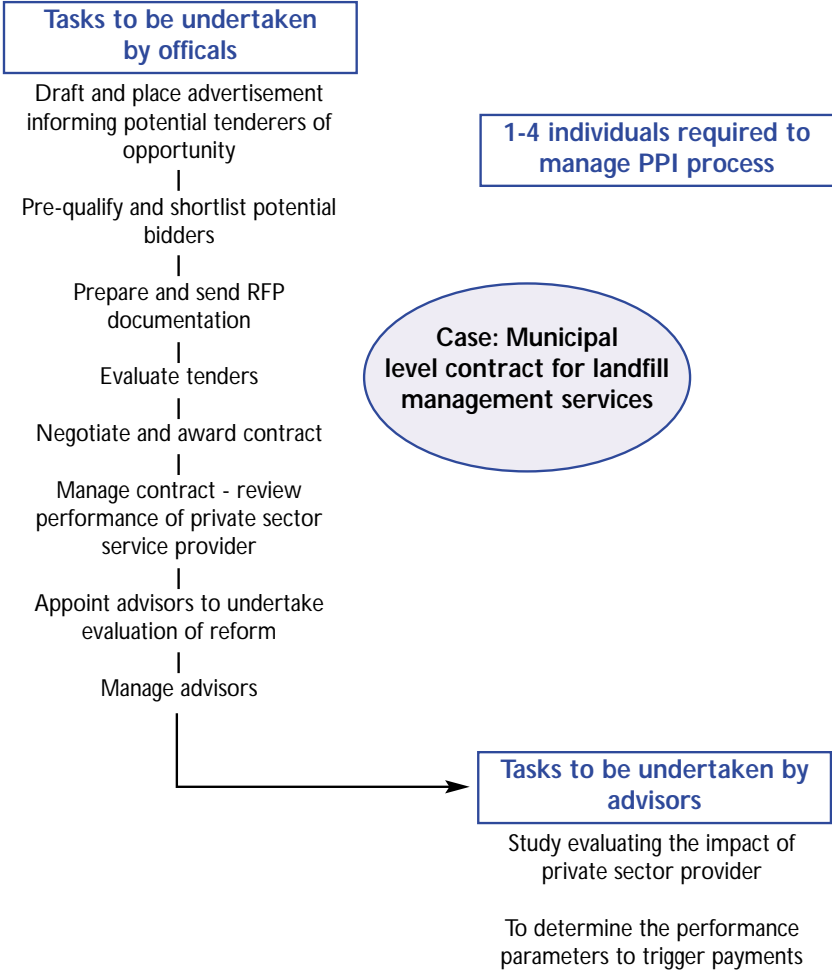 Tasks to be undertaken
by officals
Draft and place advertisement
informing potential tenderers of
opportunity
Pre-qualify and shortlist potential
bidders
Prepare and send RFP
documentation
Evaluate tenders
Negotiate and award contract
Manage contract - review
performance of private sector
service provider
Appoint advisors to undertake
evaluation of reform
Manage advisors
1-4 individuals required to
manage PPI process
Case: Municipal
level contract for landfill
management services
Tasks to be undertaken by
advisors
Study evaluating the impact of
private sector provider
To determine the performance
parameters to trigger payments